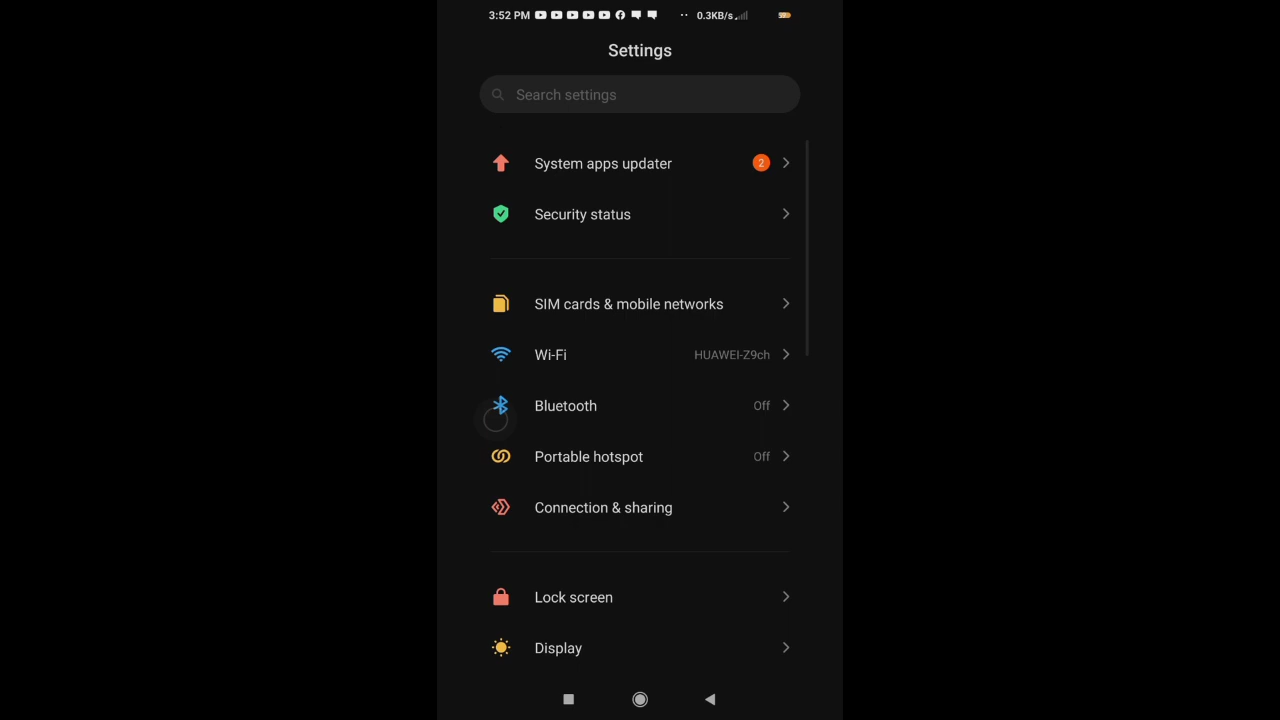 3:52 PM 0.3KB/s
Settings
Search settings
System apps updater 2
Security status
SIM cards & mobile networks
Wi-Fi HUAWEI-Z9ch
Bluetooth Off
Portable hotspot Off
Connection & sharing
Lock screen
Display